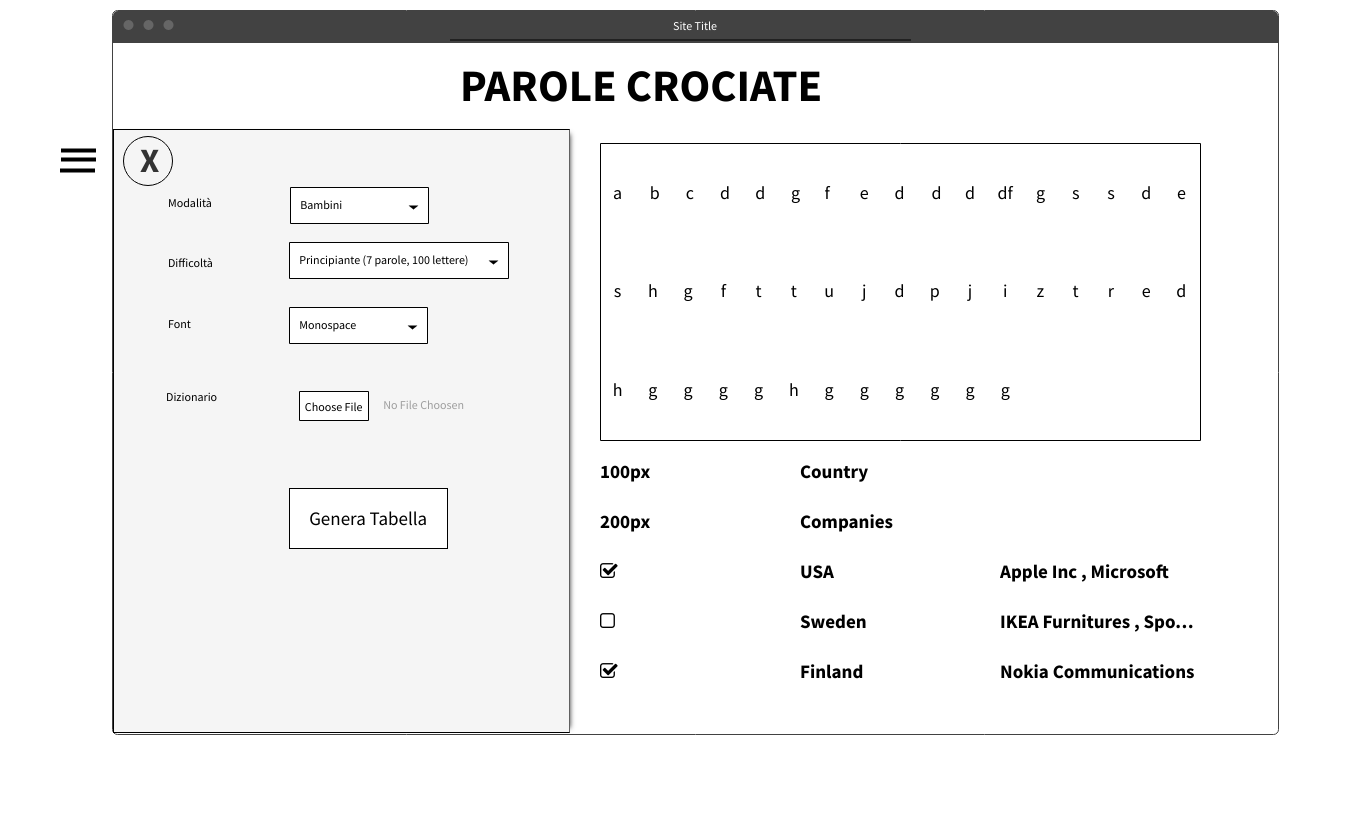 Site Title
PAROLE CROCIATE
X
Modalità
Bambini
Difficoltà
Principiante (7 parole, 100 lettere)
Font
Monospace
Dizionario
Choose File
No File Choosen
Genera Tabella
a b c d d g f e d d d df g s s d e
s h g f t t u j d p j i z t r e d
h g g g g h g g g g g g
100px Country
200px Companies
USA Apple Inc , Microsoft
Sweden IKEA Furnitures , Spo...
Finland Nokia Communications